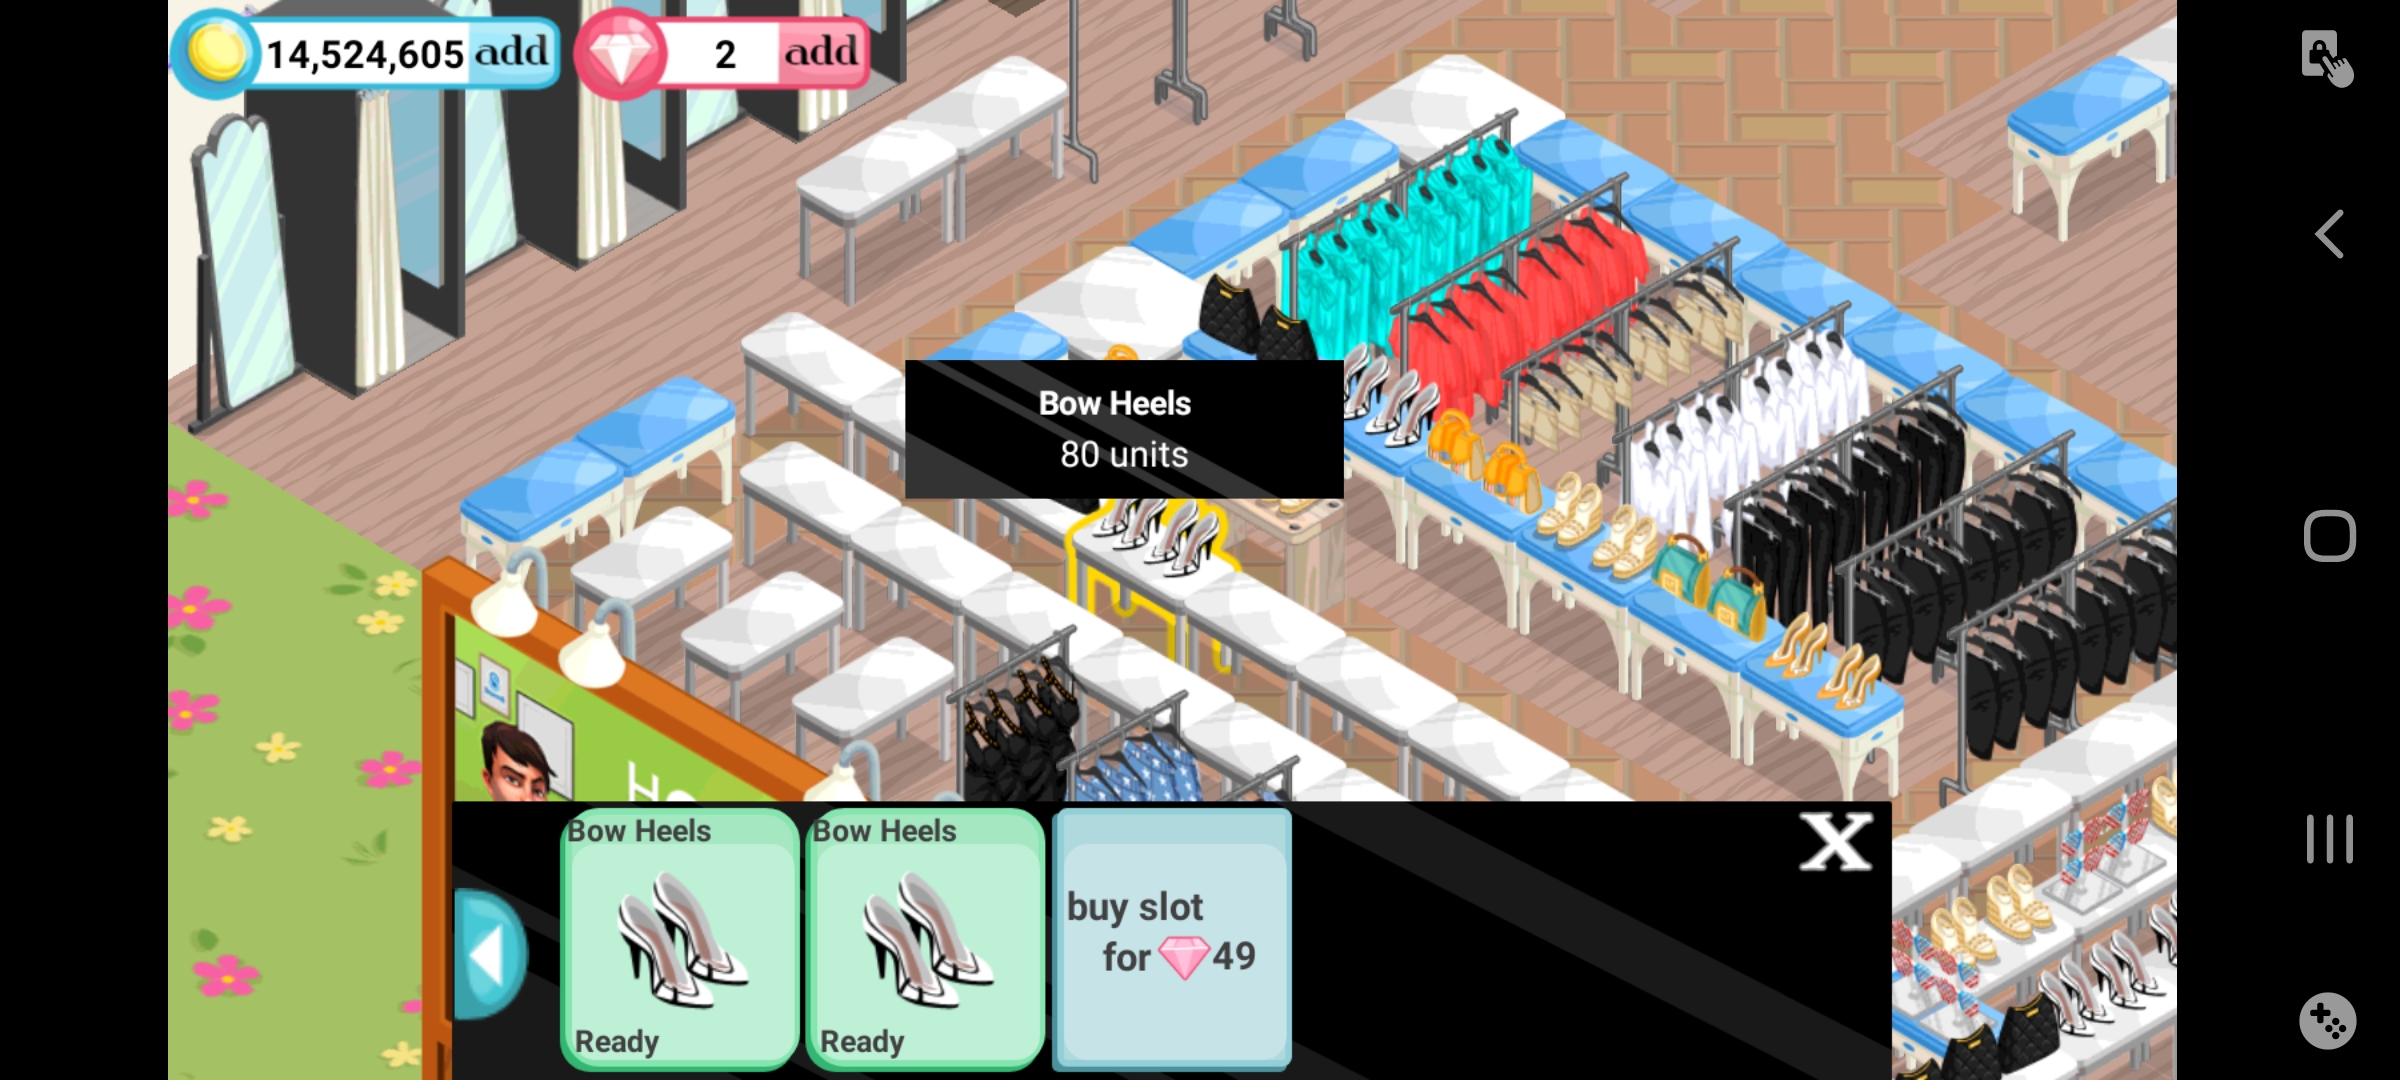 14,524,605 add
2 add
Bow Heels
80 units
Bow Heels
Ready
Bow Heels
Ready
buy slot
for 49
X